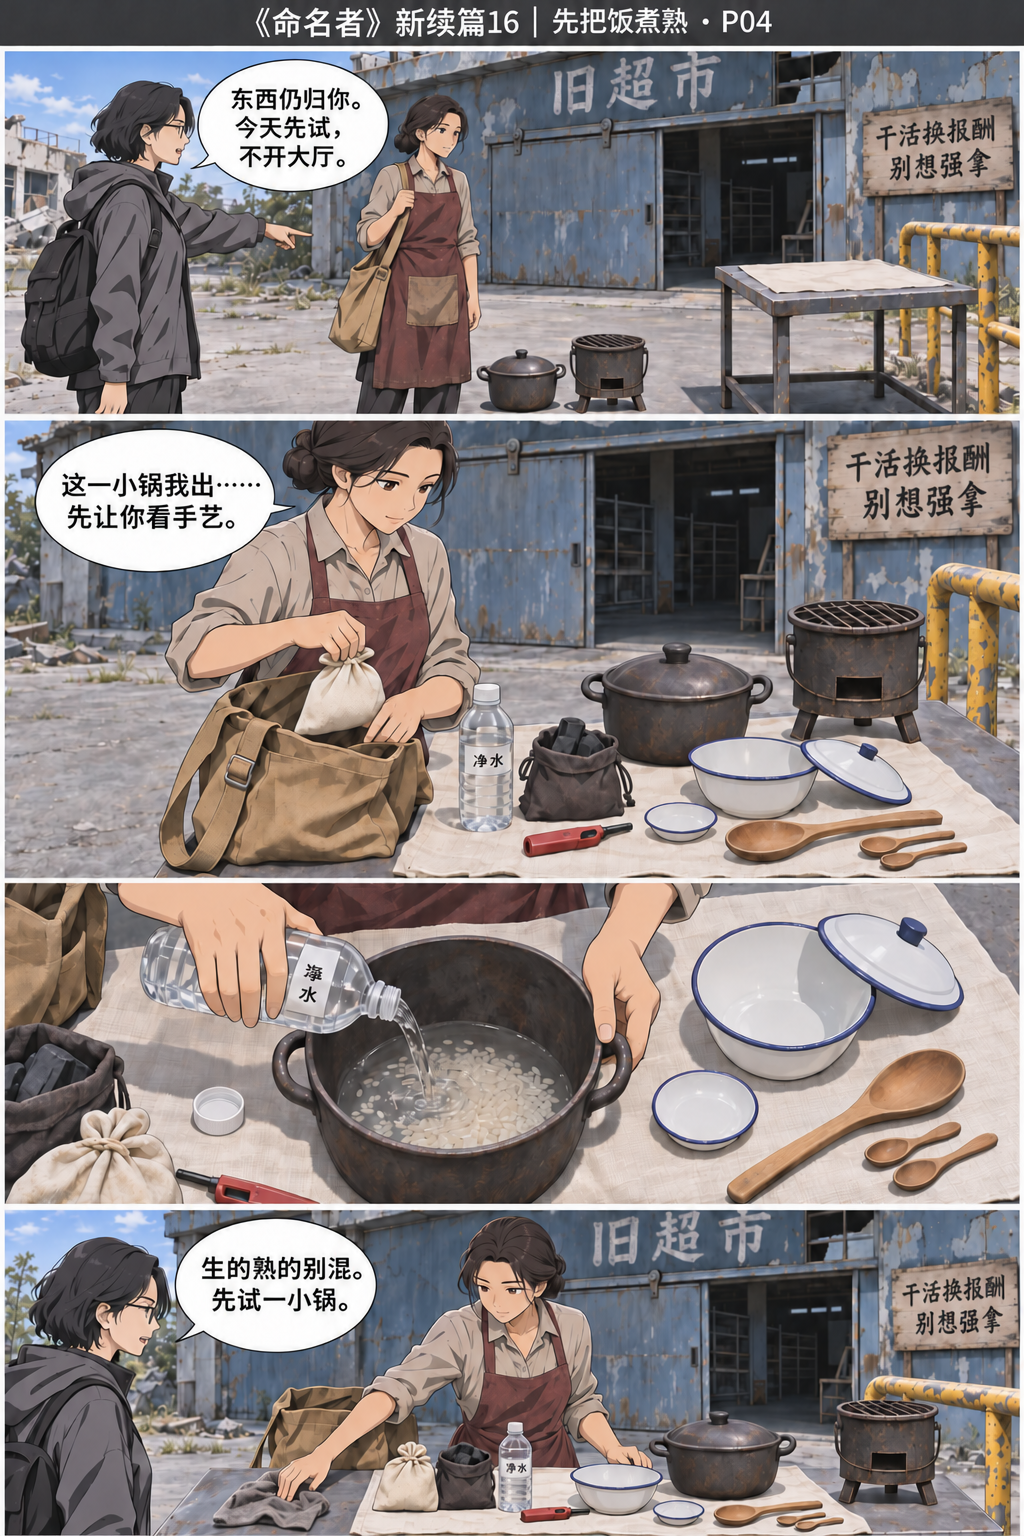 《命名者》新续篇16｜先把饭煮熟·P04
东西仍归你。
今天先试，
不开大厅。
旧超市
干活换报酬
别想强拿
这一小锅我出……
先让你看手艺。
干活换报酬
别想强拿
净水
净
水
生的熟的别混。
先试一小锅。
旧超市
干活换报酬
别想强拿
净水